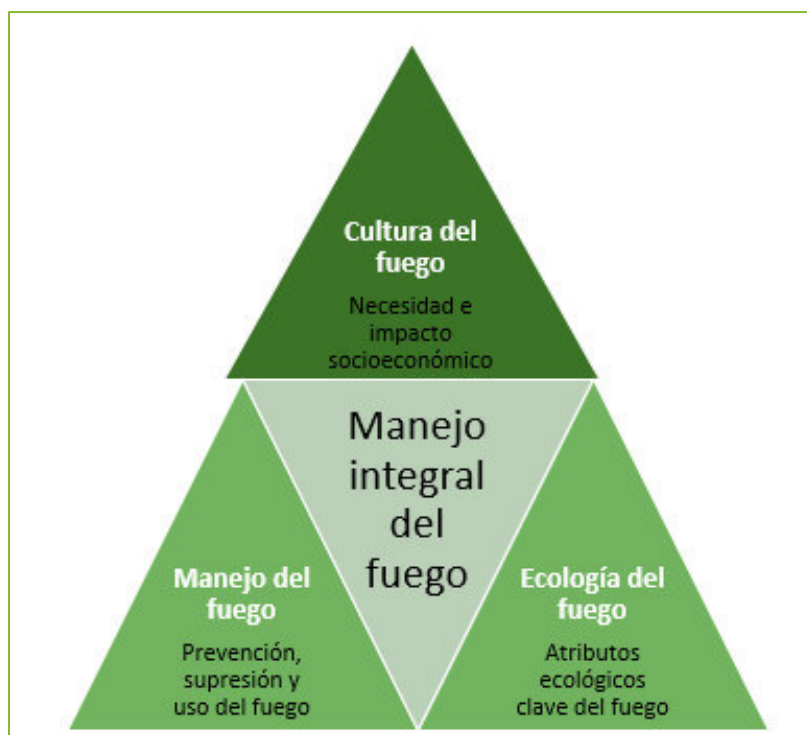 Cultura del
fuego
Necesidad e
impacto
socioeconómico
Manejo
integral
del
fuego
Manejo del
fuego
Prevención,
supresión y
uso del fuego
Ecología del
fuego
Atributos
ecológicos
clave del fuego